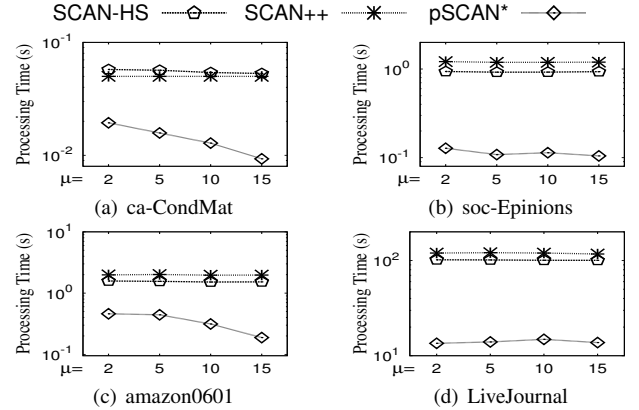 SCAN-HS SCAN++ pSCAN*
Processing Time (s)
10^-1
10^-2
μ= 2 5 10 15
(a) ca-CondMat
Processing Time (s)
10^0
10^-1
μ= 2 5 10 15
(b) soc-Epinions
Processing Time (s)
10^1
10^0
10^-1
μ= 2 5 10 15
(c) amazon0601
Processing Time (s)
10^2
10^1
μ= 2 5 10 15
(d) LiveJournal